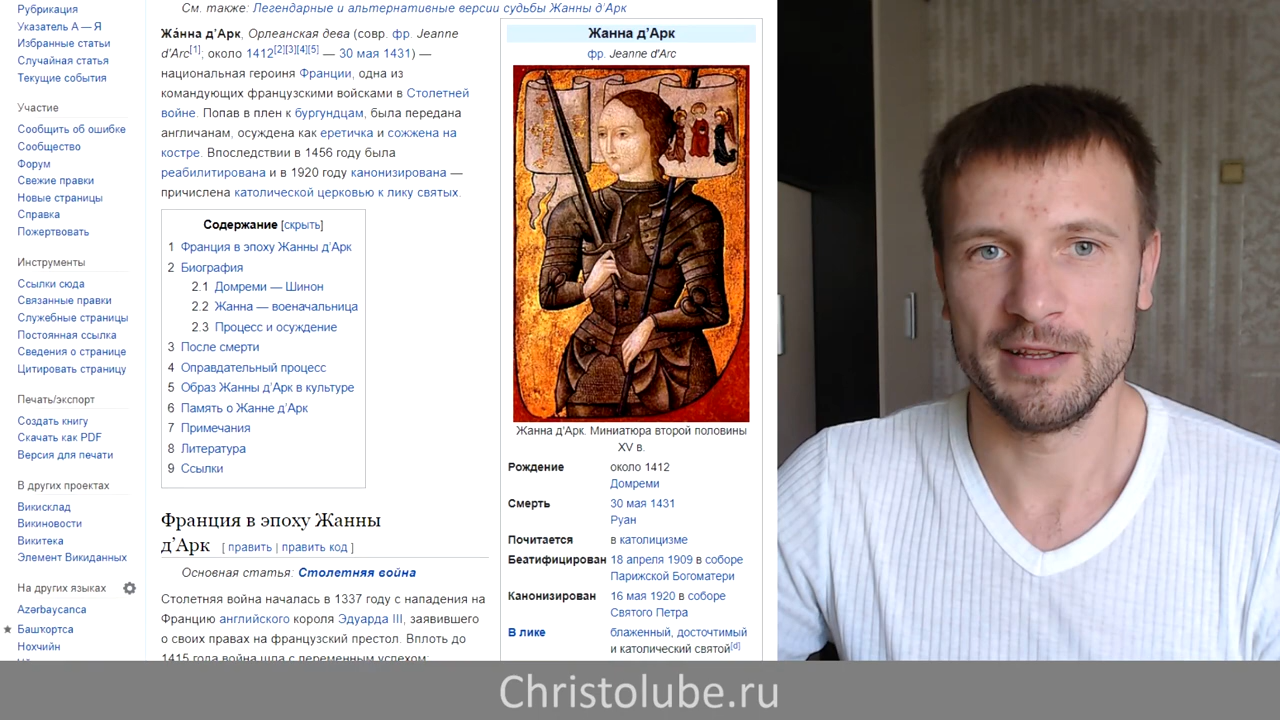 Рубрикация
Указатель А — Я
Избранные статьи
Случайная статья
Текущие события
Участие
Сообщить об ошибке
Сообщество
Форум
Свежие правки
Новые страницы
Справка
Пожертвовать
Инструменты
Ссылки сюда
Связанные правки
Служебные страницы
Постоянная ссылка
Сведения о странице
Цитировать страницу
Печать/экспорт
Создать книгу
Скачать как PDF
Версия для печати
В других проектах
Викисклад
Викиновости
Викитека
Элемент Викиданных
На других языках
Azərbaycanca
Башҡортса
Нохчийн
См. также: Легендарные и альтернативные версии судьбы Жанны д'Арк
Жа́нна д'Арк, Орлеанская дева (совр. фр. Jeanne
d'Arc[1]; около 1412[2][3][4][5] — 30 мая 1431) —
национальная героиня Франции, одна из
командующих французскими войсками в Столетней
войне. Попав в плен к бургундцам, была передана
англичанам, осуждена как еретичка и сожжена на
костре. Впоследствии в 1456 году была
реабилитирована и в 1920 году канонизирована —
причислена католической церковью к лику святых.
Содержание [скрыть]
1 Франция в эпоху Жанны д'Арк
2 Биография
2.1 Домреми — Шинон
2.2 Жанна — военачальница
2.3 Процесс и осуждение
3 После смерти
4 Оправдательный процесс
5 Образ Жанны д'Арк в культуре
6 Память о Жанне д'Арк
7 Примечания
8 Литература
9 Ссылки
Франция в эпоху Жанны
д'Арк [ править | править код ]
Основная статья: Столетняя война
Столетняя война началась в 1337 году с нападения на
Францию английского короля Эдуарда III, заявившего
о своих правах на французский престол. Вплоть до
1415 года война шла с переменным успехом:
Жанна д'Арк
фр. Jeanne d'Arc
Жанна д'Арк. Миниатюра второй половины
XV в.
Рождение около 1412
Домреми
Смерть 30 мая 1431
Руан
Почитается в католицизме
Беатифицирован 18 апреля 1909 в соборе
Парижской Богоматери
Канонизирован 16 мая 1920 в соборе
Святого Петра
В лике блаженный, досточтимый
и католический святой[d]
Christolube.ru